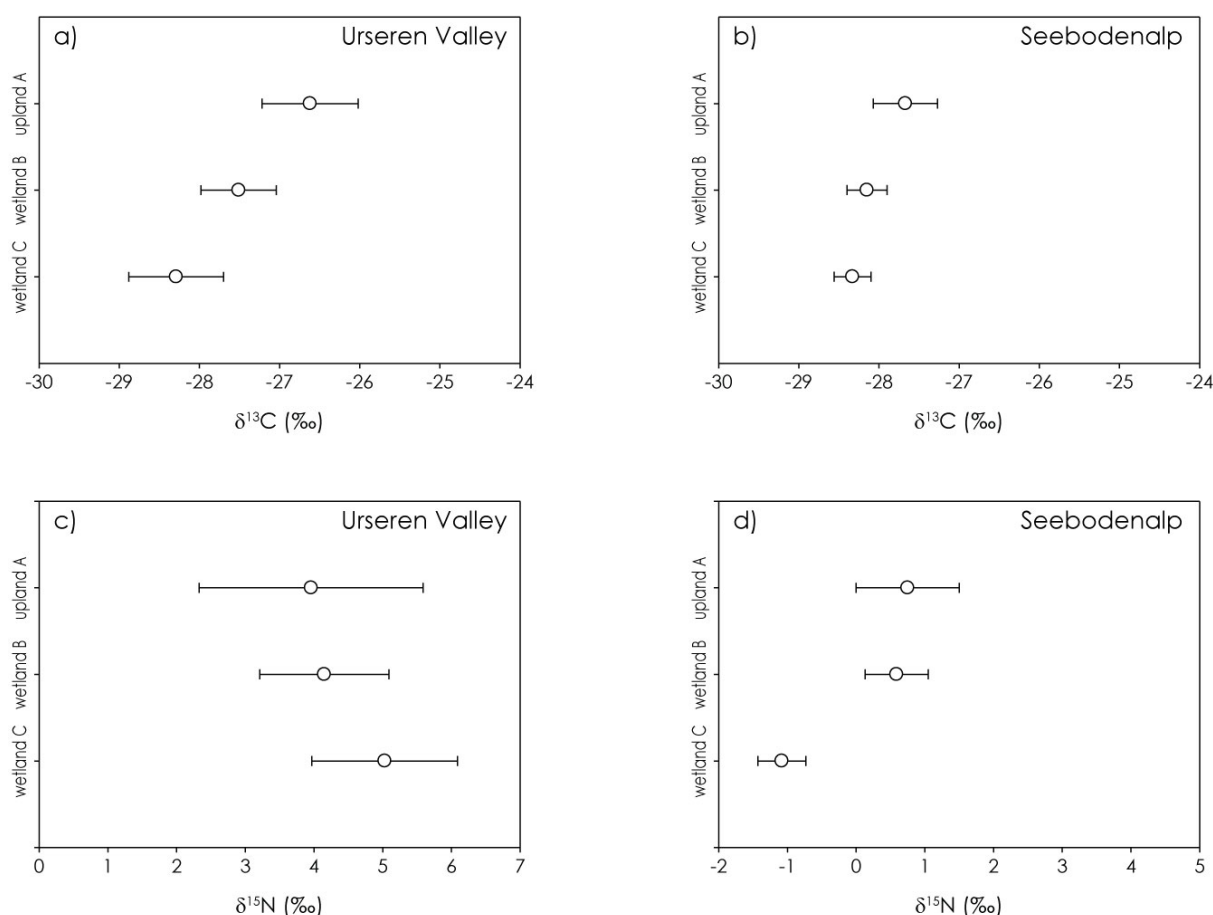 a) Urseren Valley
upland A
wetland B
wetland C
-30 -29 -28 -27 -26 -25 -24
δ¹³C (‰)
b) Seebodenalp
upland A
wetland B
wetland C
-30 -29 -28 -27 -26 -25 -24
δ¹³C (‰)
c) Urseren Valley
upland A
wetland B
wetland C
0 1 2 3 4 5 6 7
δ¹⁵N (‰)
d) Seebodenalp
upland A
wetland B
wetland C
-2 -1 0 1 2 3 4 5
δ¹⁵N (‰)